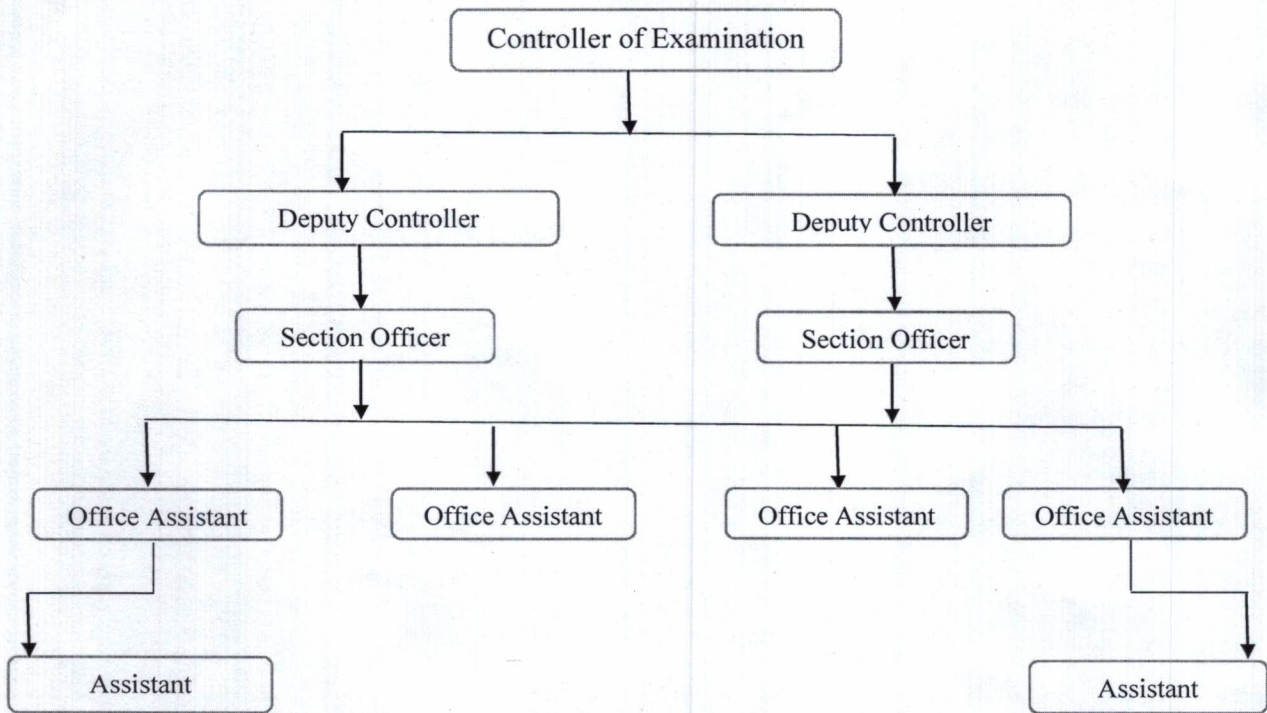 Controller of Examination
Deputy Controller
Deputy Controller
Section Officer
Section Officer
Office Assistant
Office Assistant
Office Assistant
Office Assistant
Assistant
Assistant